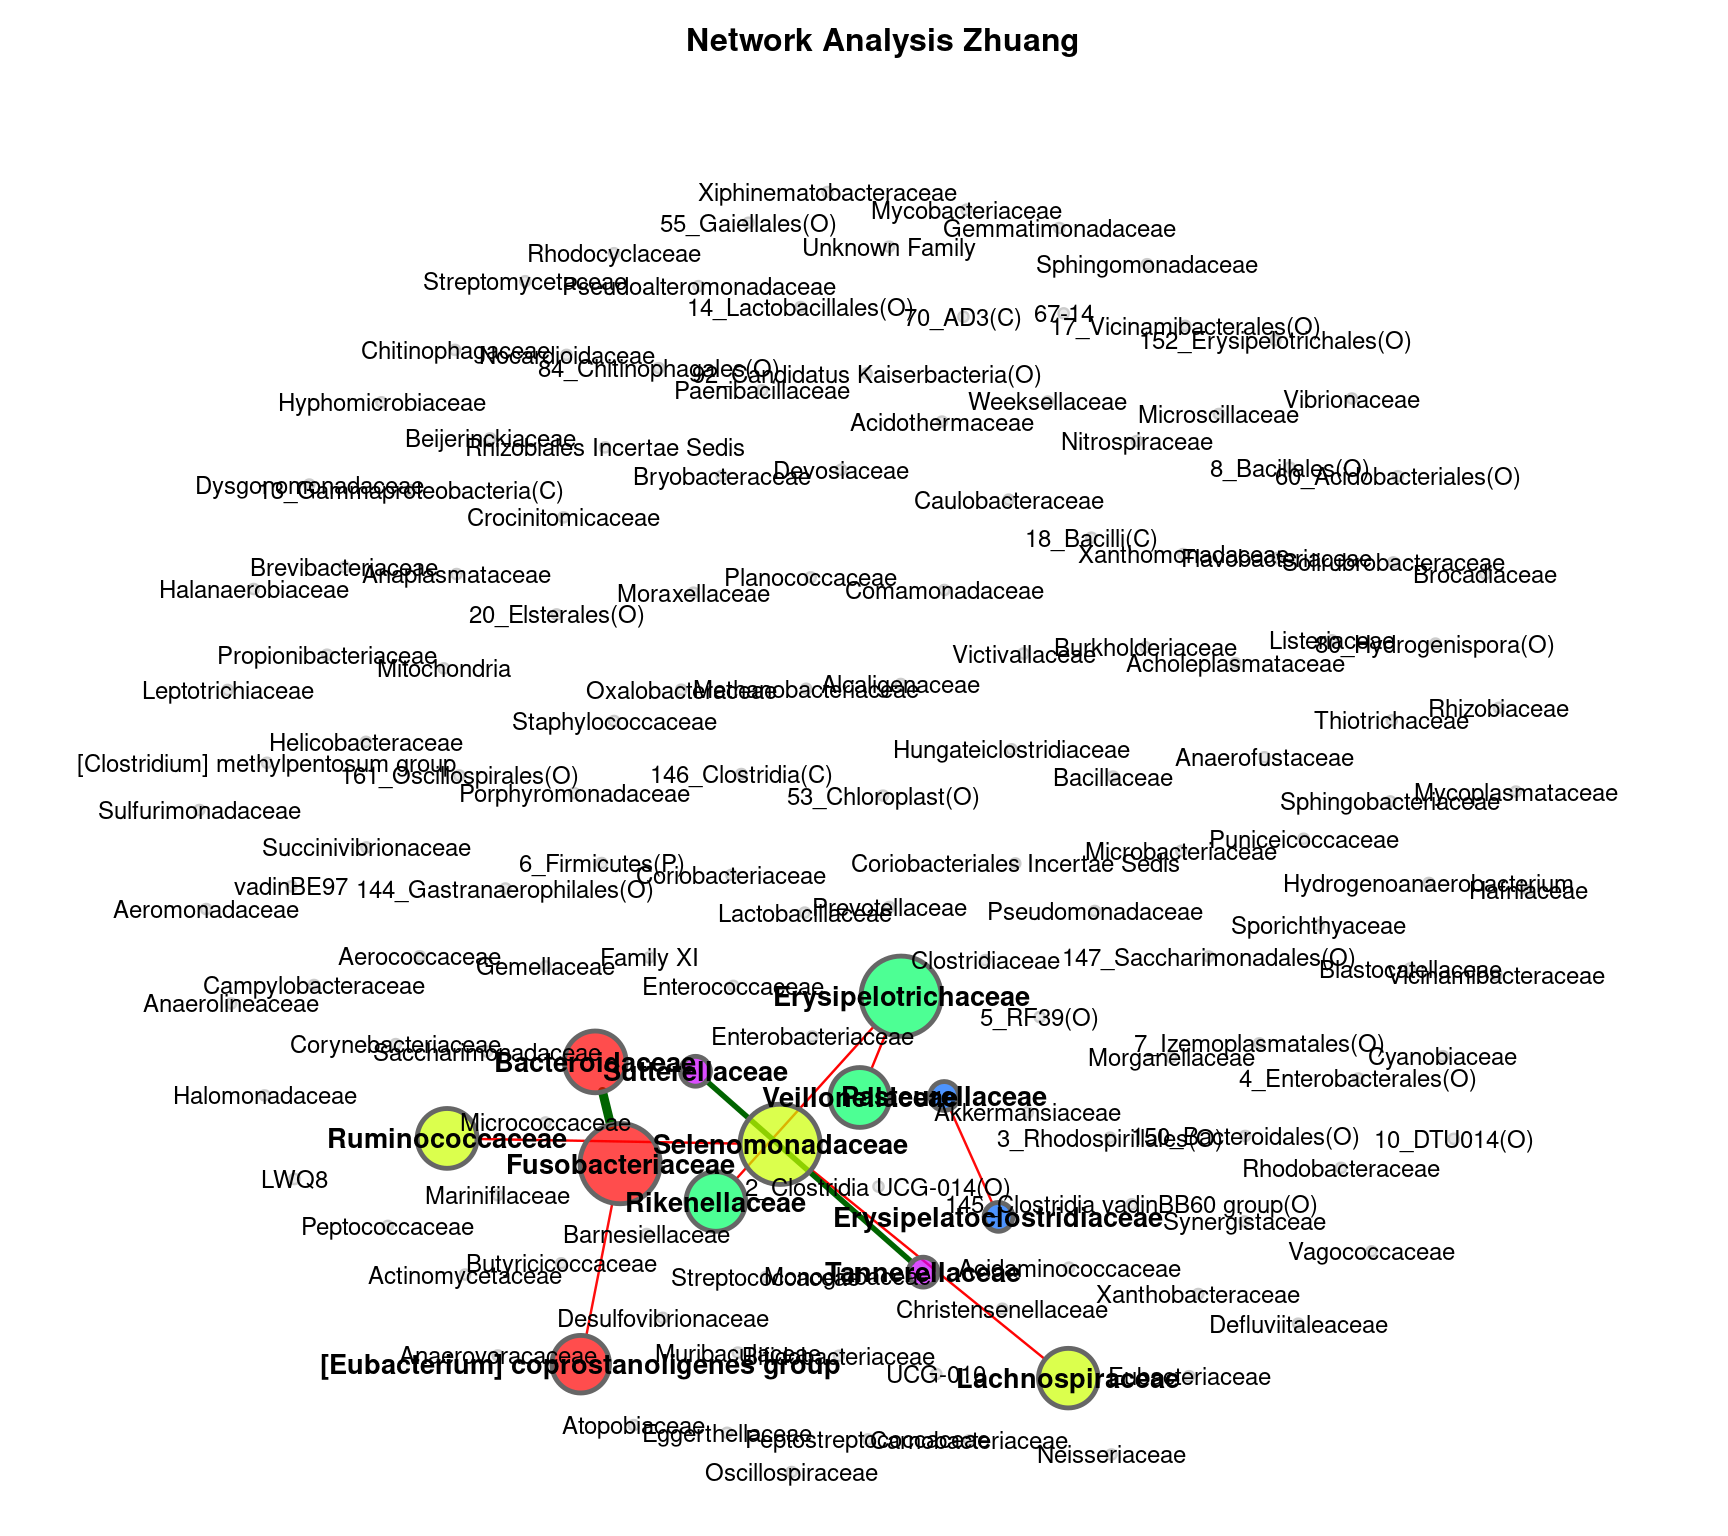 Network Analysis Zhuang
Xiphinematobacteraceae
Mycobacteriaceae
55_Gaiellales(O)
Gemmatimonadaceae
Unknown Family
Rhodocyclaceae
Sphingomonadaceae
Streptomycetaceae
Pseudoalteromonadaceae
14_Lactobacillales(O)
70_AD3(C)
67-14
17_Vicinamibacterales(O)
152_Erysipelotrichales(O)
Chitinophagaceae
Nocardioidaceae
84_Chitinophagales(O)
92_Candidatus Kaiserbacteria(O)
Paenibacillaceae
Hyphomicrobiaceae
Weeksellaceae
Vibrionaceae
Microscillaceae
Acidothermaceae
Beijerinckiaceae
Rhizobiales Incertae Sedis
Nitrospiraceae
Devosiaceae
Bryobacteraceae
8_Bacillales(O)
60_Acidobacteriales(O)
Dysgonomonadaceae
13_Gammaproteobacteria(C)
Caulobacteraceae
Crocinitomicaceae
18_Bacilli(C)
Xanthomonadaceae
Flavobacteriaceae
Solirubrobacteraceae
Brocadiaceae
Brevibacteriaceae
Anaplasmataceae
Halanaerobiaceae
Planococcaceae
Moraxellaceae
Comamonadaceae
20_Elsterales(O)
Listeriaceae
80_Hydrogenispora(O)
Burkholderiaceae
Victivallaceae
Acholeplasmataceae
Propionibacteriaceae
Mitochondria
Leptotrichiaceae
Oxalobacteraceae
Methanobacteriaceae
Alcaligenaceae
Rhizobiaceae
Thiotrichaceae
Staphylococcaceae
Helicobacteraceae
Hungateiclostridiaceae
Anaerofustaceae
[Clostridium] methylpentosum group
161_Oscillospirales(O)
146_Clostridia(C)
Bacillaceae
Porphyromonadaceae
53_Chloroplast(O)
Sphingobacteriaceae
Mycoplasmataceae
Sulfurimonadaceae
Puniceicoccaceae
Succinivibrionaceae
Microbacteriaceae
6_Firmicutes(P)
Coriobacteriaceae
Coriobacteriales Incertae Sedis
vadinBE97
144_Gastranaerophilales(O)
Hydrogenoanaerobacterium
Hafniaceae
Aeromonadaceae
Lactobacillaceae
Prevotellaceae
Pseudomonadaceae
Sporichthyaceae
Aerococcaceae
Gemellaceae
Family XI
Clostridiaceae
147_Saccharimonadales(O)
Blastocatellaceae
Vicinamibacteraceae
Campylobacteraceae
Enterococcaceae
Erysipelotrichaceae
Anaerolineaceae
5_RF39(O)
Enterobacteriaceae
Corynebacteriaceae
Saccharimonadaceae
7_Izemoplasmatales(O)
Morganellaceae
Cyanobiaceae
Bacteroidaceae
Sutterellaceae
4_Enterobacterales(O)
Halomonadaceae
Veillonellaceae
Pasteurellaceae
Akkermansiaceae
Micrococcaceae
Ruminococcaceae
Selenomonadaceae
3_Rhodospirillales(O)
150_Bacteroidales(O)
10_DTU014(O)
Fusobacteriaceae
Rhodobacteraceae
LWQ8
2_Clostridia UCG-014(O)
Marinifilaceae
Rikenellaceae
145_Clostridia vadinBB60 group(O)
Erysipelatoclostridiaceae
Synergistaceae
Peptococcaceae
Barnesiellaceae
Vagococcaceae
Butyricicoccaceae
Actinomycetaceae
Streptococcaceae
Monoglobaceae
Tannerellaceae
Acidaminococcaceae
Xanthobacteraceae
Christensenellaceae
Desulfovibrionaceae
Defluviitaleaceae
Anaerovoracaceae
Muribaculaceae
Bifidobacteriaceae
[Eubacterium] coprostanoligenes group
UCG-010
Lachnospiraceae
Eubacteriaceae
Atopobiaceae
Eggerthellaceae
Peptostreptococcaceae
Carnobacteriaceae
Neisseriaceae
Oscillospiraceae